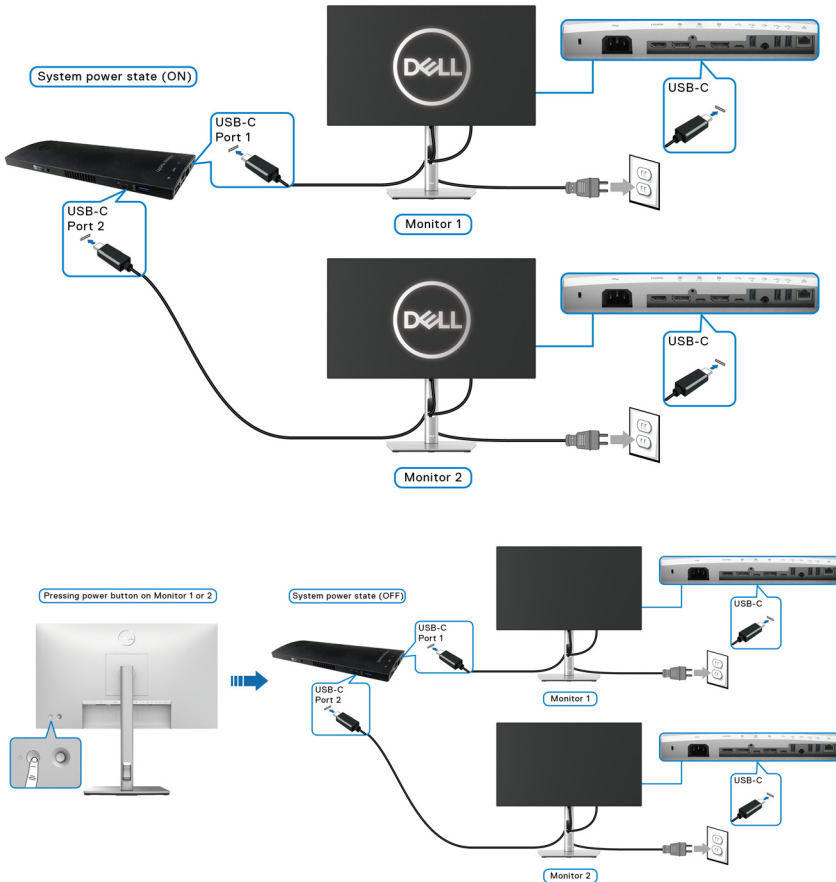 System power state (ON)
USB-C
Port 1
DELL
USB-C
Monitor 1
USB-C
Port 2
DELL
USB-C
Monitor 2
Pressing power button on Monitor 1 or 2
System power state (OFF)
USB-C
Port 1
USB-C
Monitor 1
USB-C
Port 2
USB-C
Monitor 2